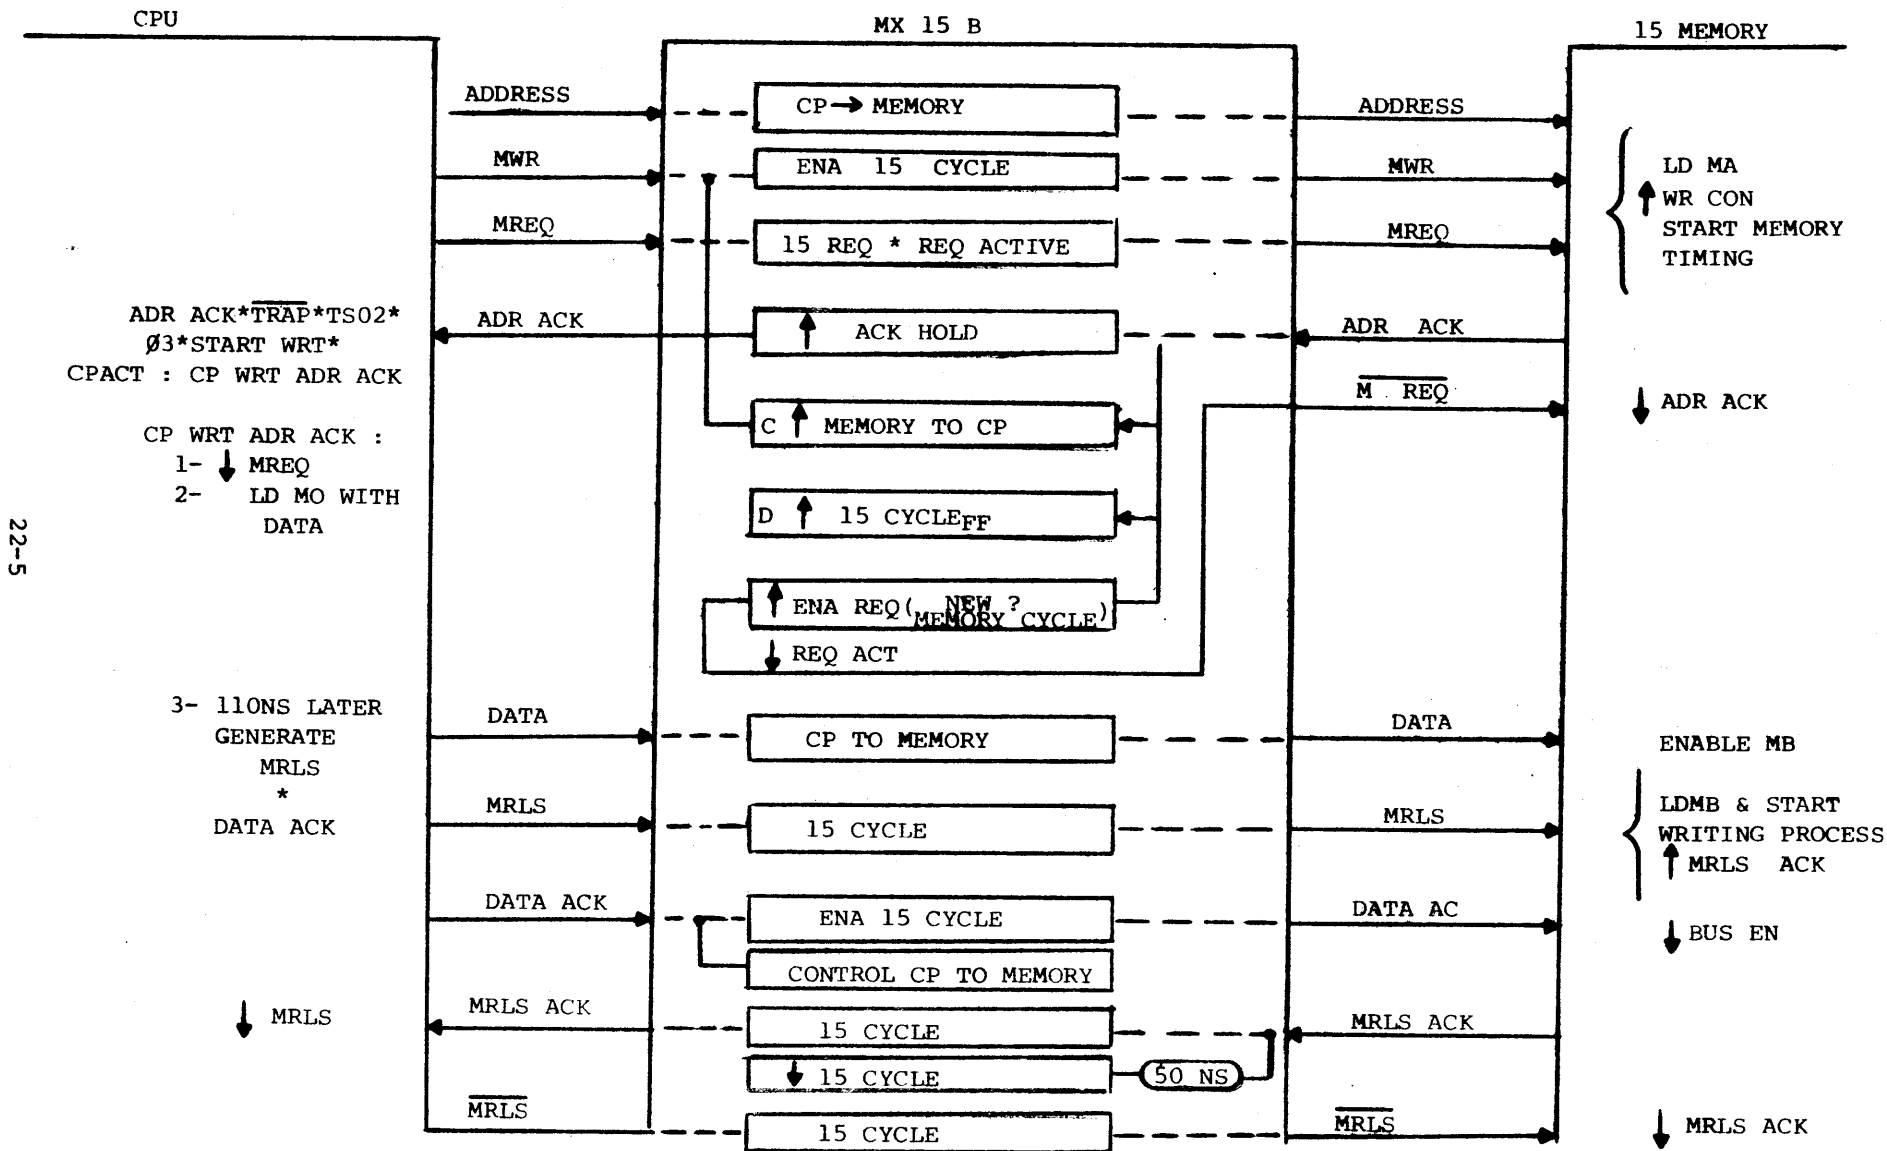 CPU
MX 15 B
15 MEMORY
ADDRESS
CP → MEMORY
ADDRESS
MWR
ENA 15 CYCLE
MWR
LD MA
↑ WR CON
START MEMORY
TIMING
MREQ
15 REQ * REQ ACTIVE
MREQ
ADR ACK*T̅R̅A̅P̅*TS02*
Ø3*START WRT*
CPACT : CP WRT ADR ACK
ADR ACK
↑ ACK HOLD
ADR ACK
M̅ ̅R̅E̅Q̅
↓ ADR ACK
C ↑ MEMORY TO CP
CP WRT ADR ACK :
1- ↓ MREQ
2- LD MO WITH
DATA
D ↑ 15 CYCLEFF
22-5
↑ ENA REQ( NEW ?
MEMORY CYCLE)
↓ REQ ACT
3- 110NS LATER
GENERATE
MRLS
*
DATA ACK
DATA
CP TO MEMORY
DATA
ENABLE MB
MRLS
15 CYCLE
MRLS
LDMB & START
WRITING PROCESS
↑ MRLS ACK
DATA ACK
ENA 15 CYCLE
DATA AC
↓ BUS EN
CONTROL CP TO MEMORY
↓ MRLS
MRLS ACK
15 CYCLE
MRLS ACK
↓ 15 CYCLE
50 NS
M̅R̅L̅S̅
15 CYCLE
M̅R̅L̅S̅
↓ MRLS ACK